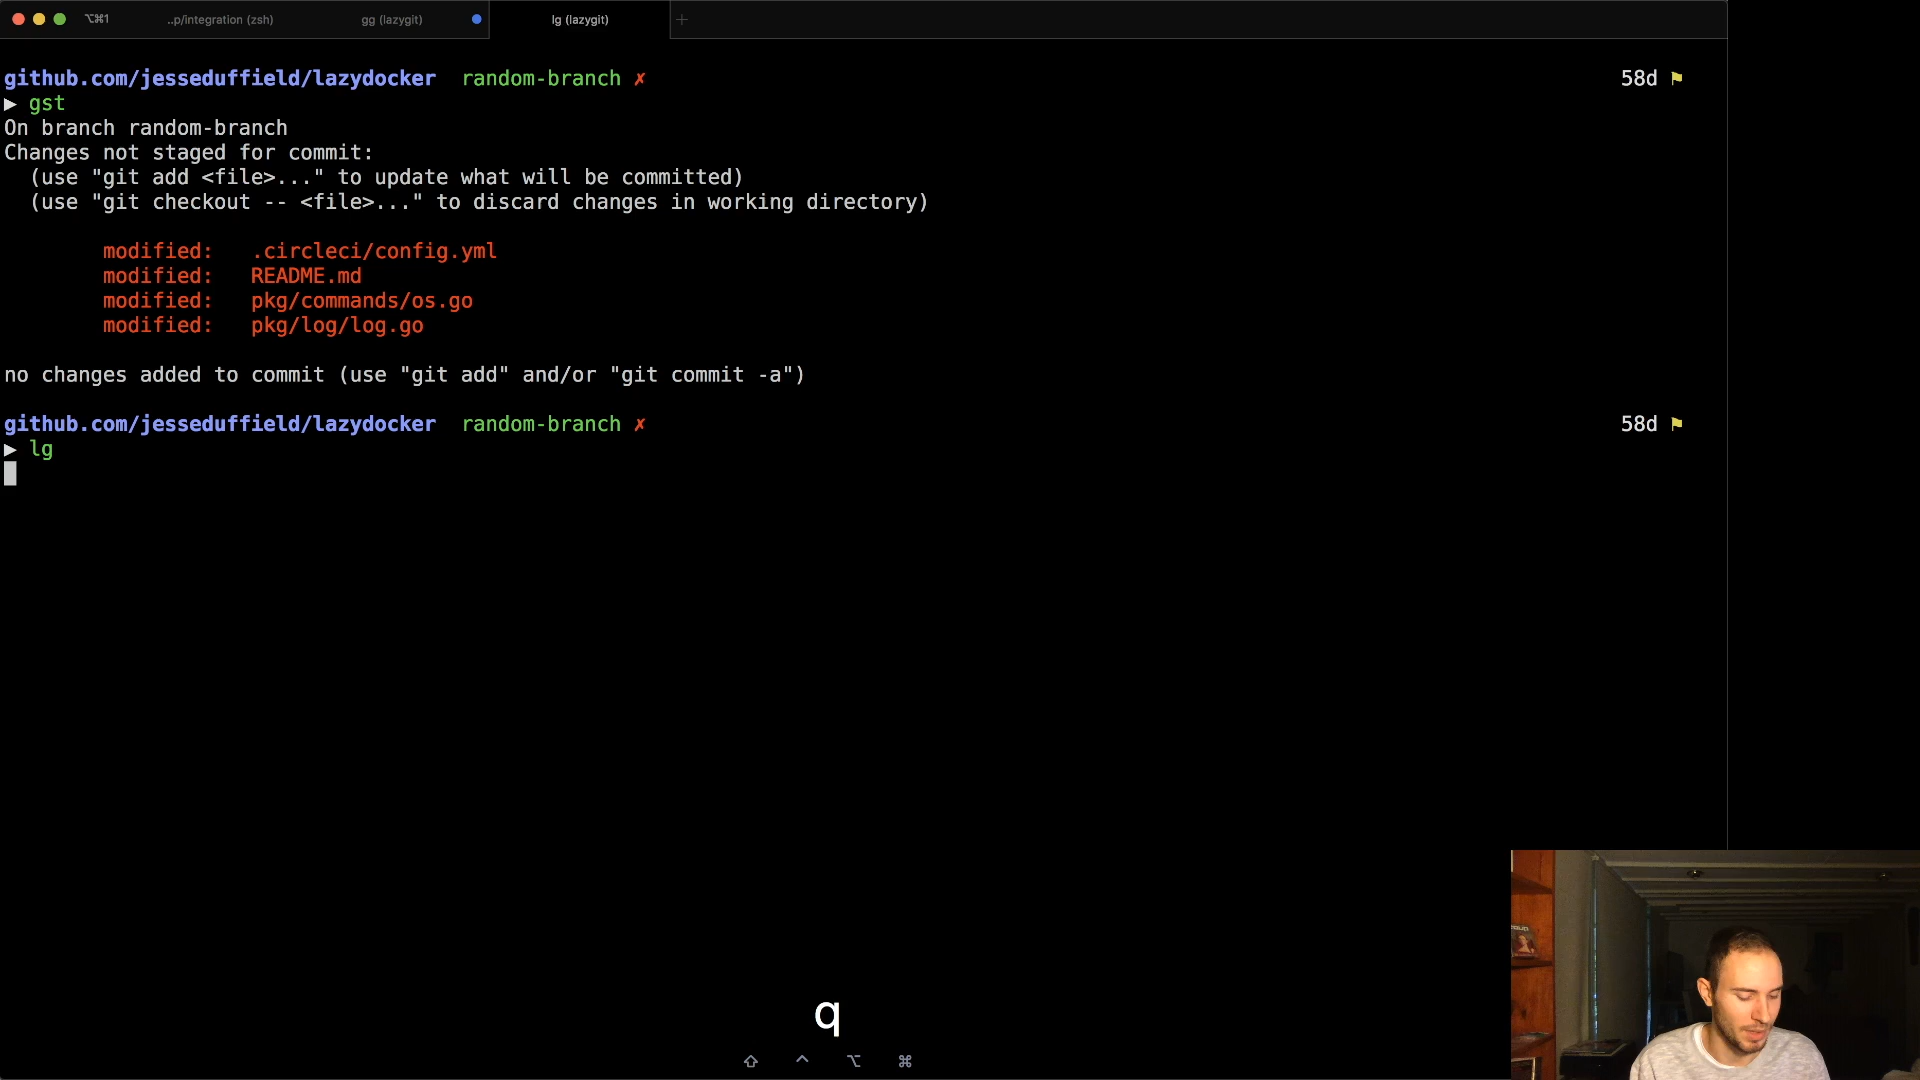 ⌥⌘1 ..p/integration (zsh) gg (lazygit) lg (lazygit) +
github.com/jesseduffield/lazydocker random-branch ✗ 58d ⚑
▶ gst
On branch random-branch
Changes not staged for commit:
(use "git add <file>..." to update what will be committed)
(use "git checkout -- <file>..." to discard changes in working directory)
modified: .circleci/config.yml
modified: README.md
modified: pkg/commands/os.go
modified: pkg/log/log.go
no changes added to commit (use "git add" and/or "git commit -a")
github.com/jesseduffield/lazydocker random-branch ✗ 58d ⚑
▶ lg
q
⇧ ^ ⌥ ⌘